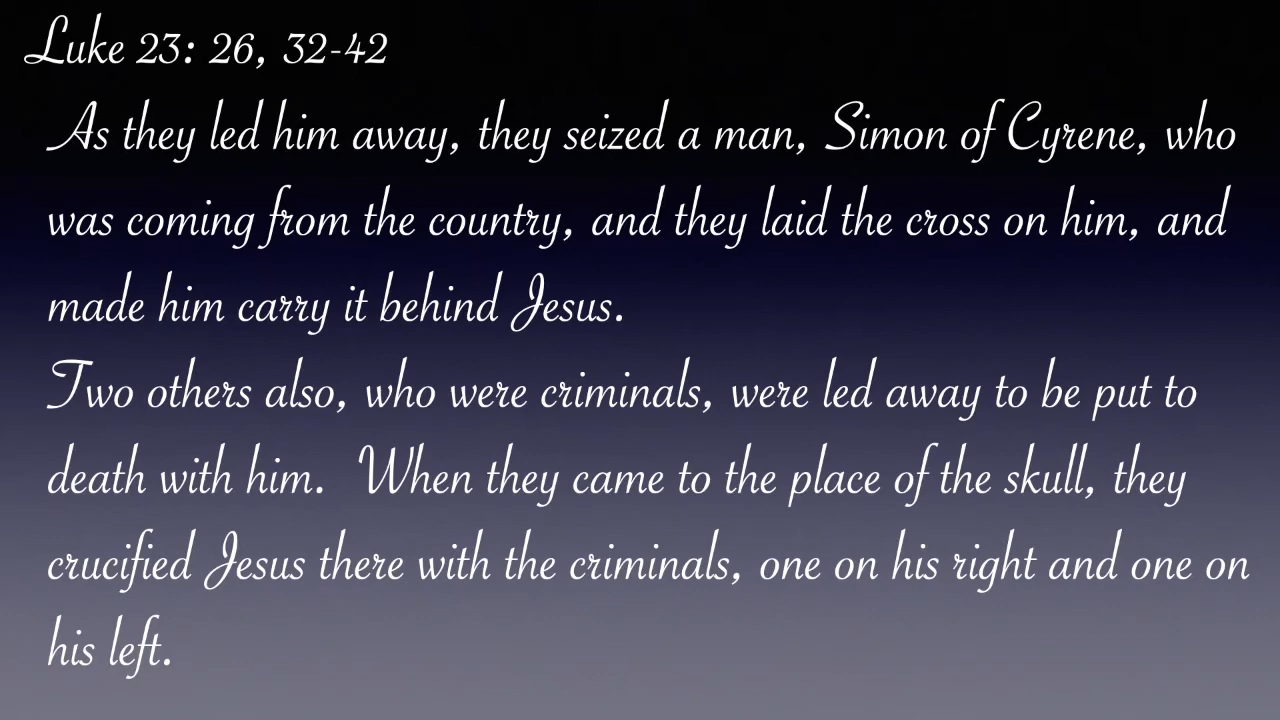 Luke 23: 26, 32-42
As they led him away, they seized a man, Simon of Cyrene, who
was coming from the country, and they laid the cross on him, and
made him carry it behind Jesus.
Two others also, who were criminals, were led away to be put to
death with him.  When they came to the place of the skull, they
crucified Jesus there with the criminals, one on his right and one on
his left.